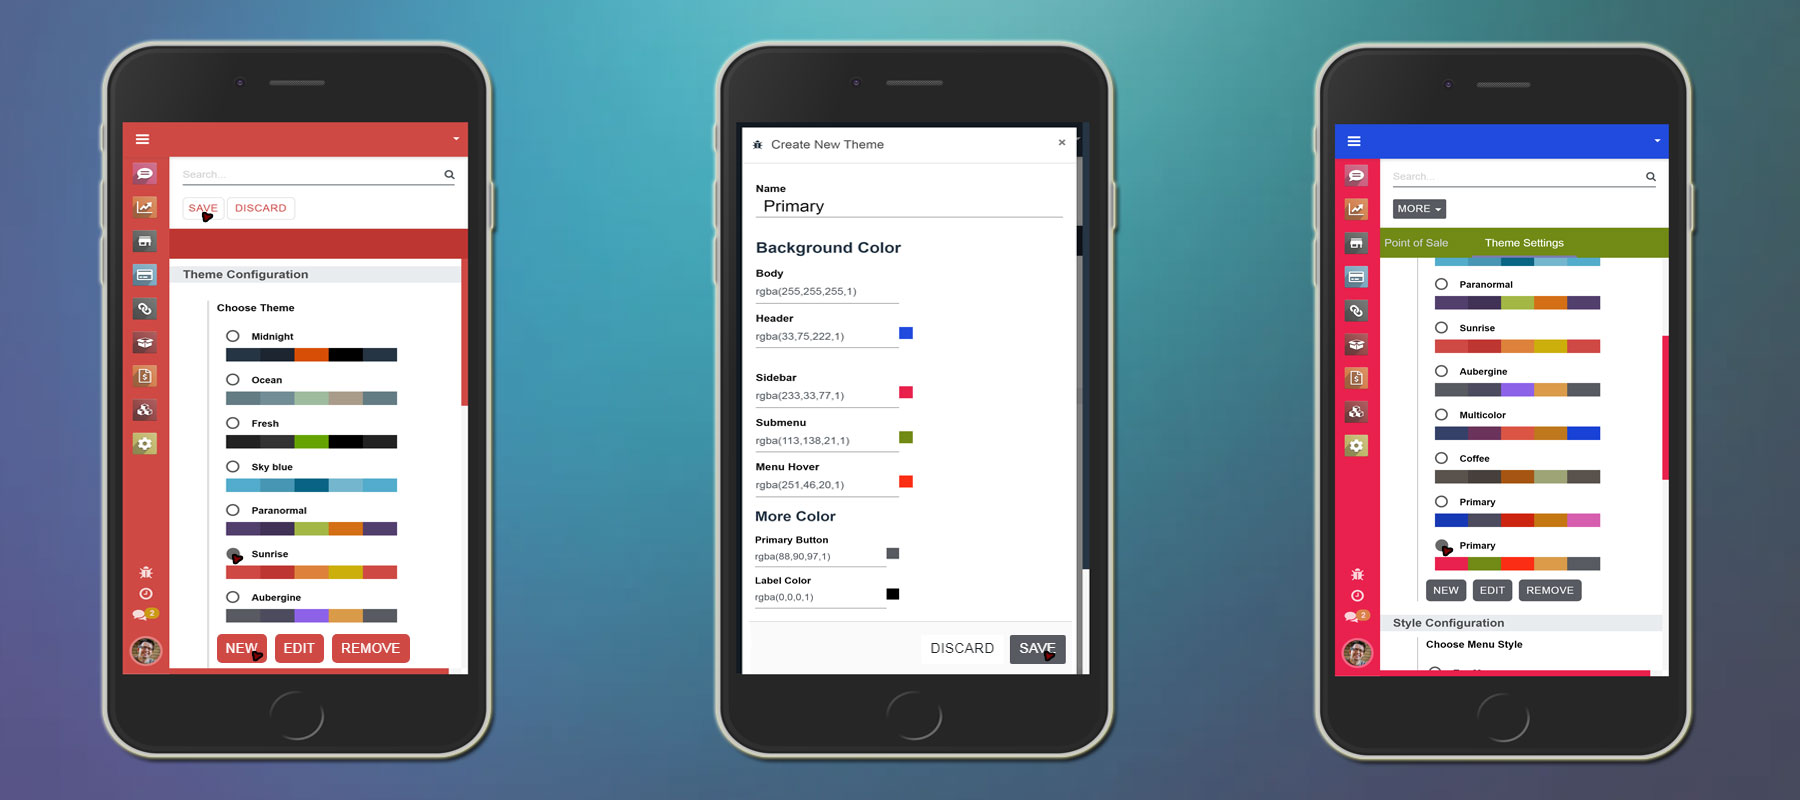 Search...
SAVE
DISCARD
Theme Configuration
Choose Theme
Midnight
Ocean
Fresh
Sky blue
Paranormal
Sunrise
Aubergine
2
NEW
EDIT
REMOVE
Create New Theme
×
Name
Primary
Background Color
Body
rgba(255,255,255,1)
Header
rgba(33,75,222,1)
Sidebar
rgba(233,33,77,1)
Submenu
rgba(113,138,21,1)
Menu Hover
rgba(251,46,20,1)
More Color
Primary Button
rgba(88,90,97,1)
Label Color
rgba(0,0,0,1)
DISCARD
SAVE
Search...
MORE
Point of Sale
Theme Settings
Paranormal
Sunrise
Aubergine
Multicolor
Coffee
Primary
Primary
NEW
EDIT
REMOVE
2
Style Configuration
Choose Menu Style